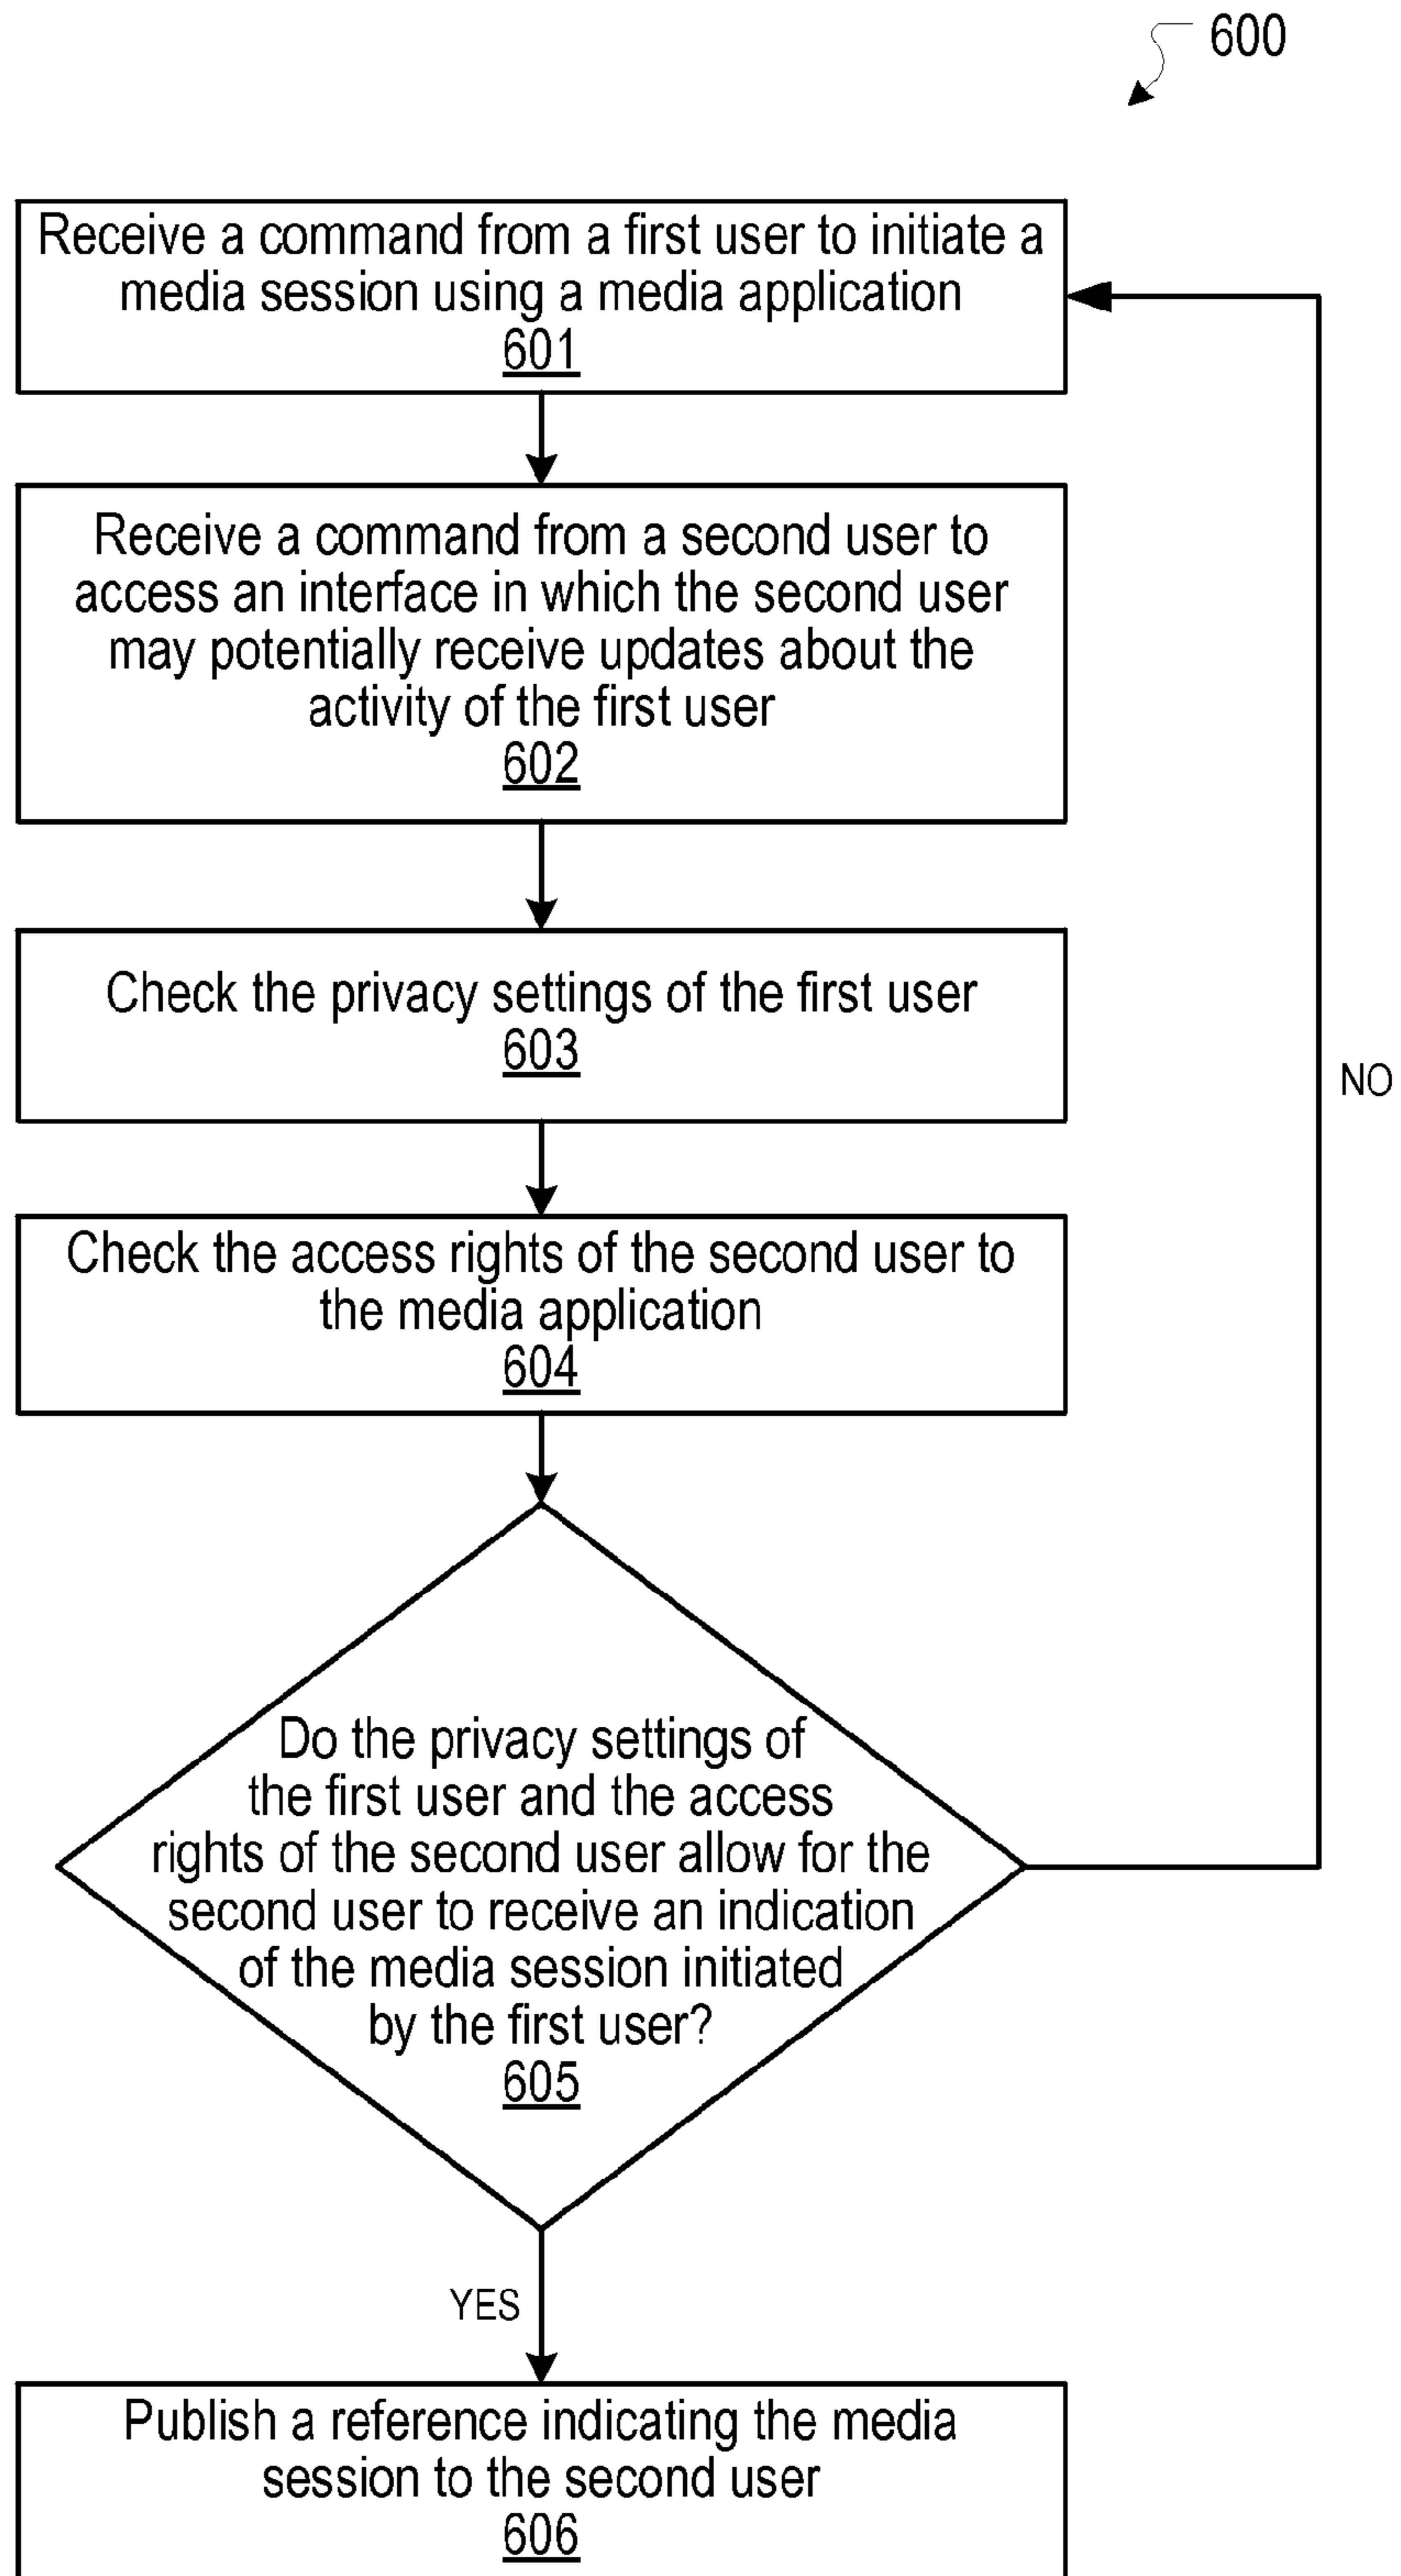 600
Receive a command from a first user to initiate a
media session using a media application
601
Receive a command from a second user to
access an interface in which the second user
may potentially receive updates about the
activity of the first user
602
Check the privacy settings of the first user
603
NO
Check the access rights of the second user to
the media application
604
Do the privacy settings of
the first user and the access
rights of the second user allow for the
second user to receive an indication
of the media session initiated
by the first user?
605
YES
Publish a reference indicating the media
session to the second user
606